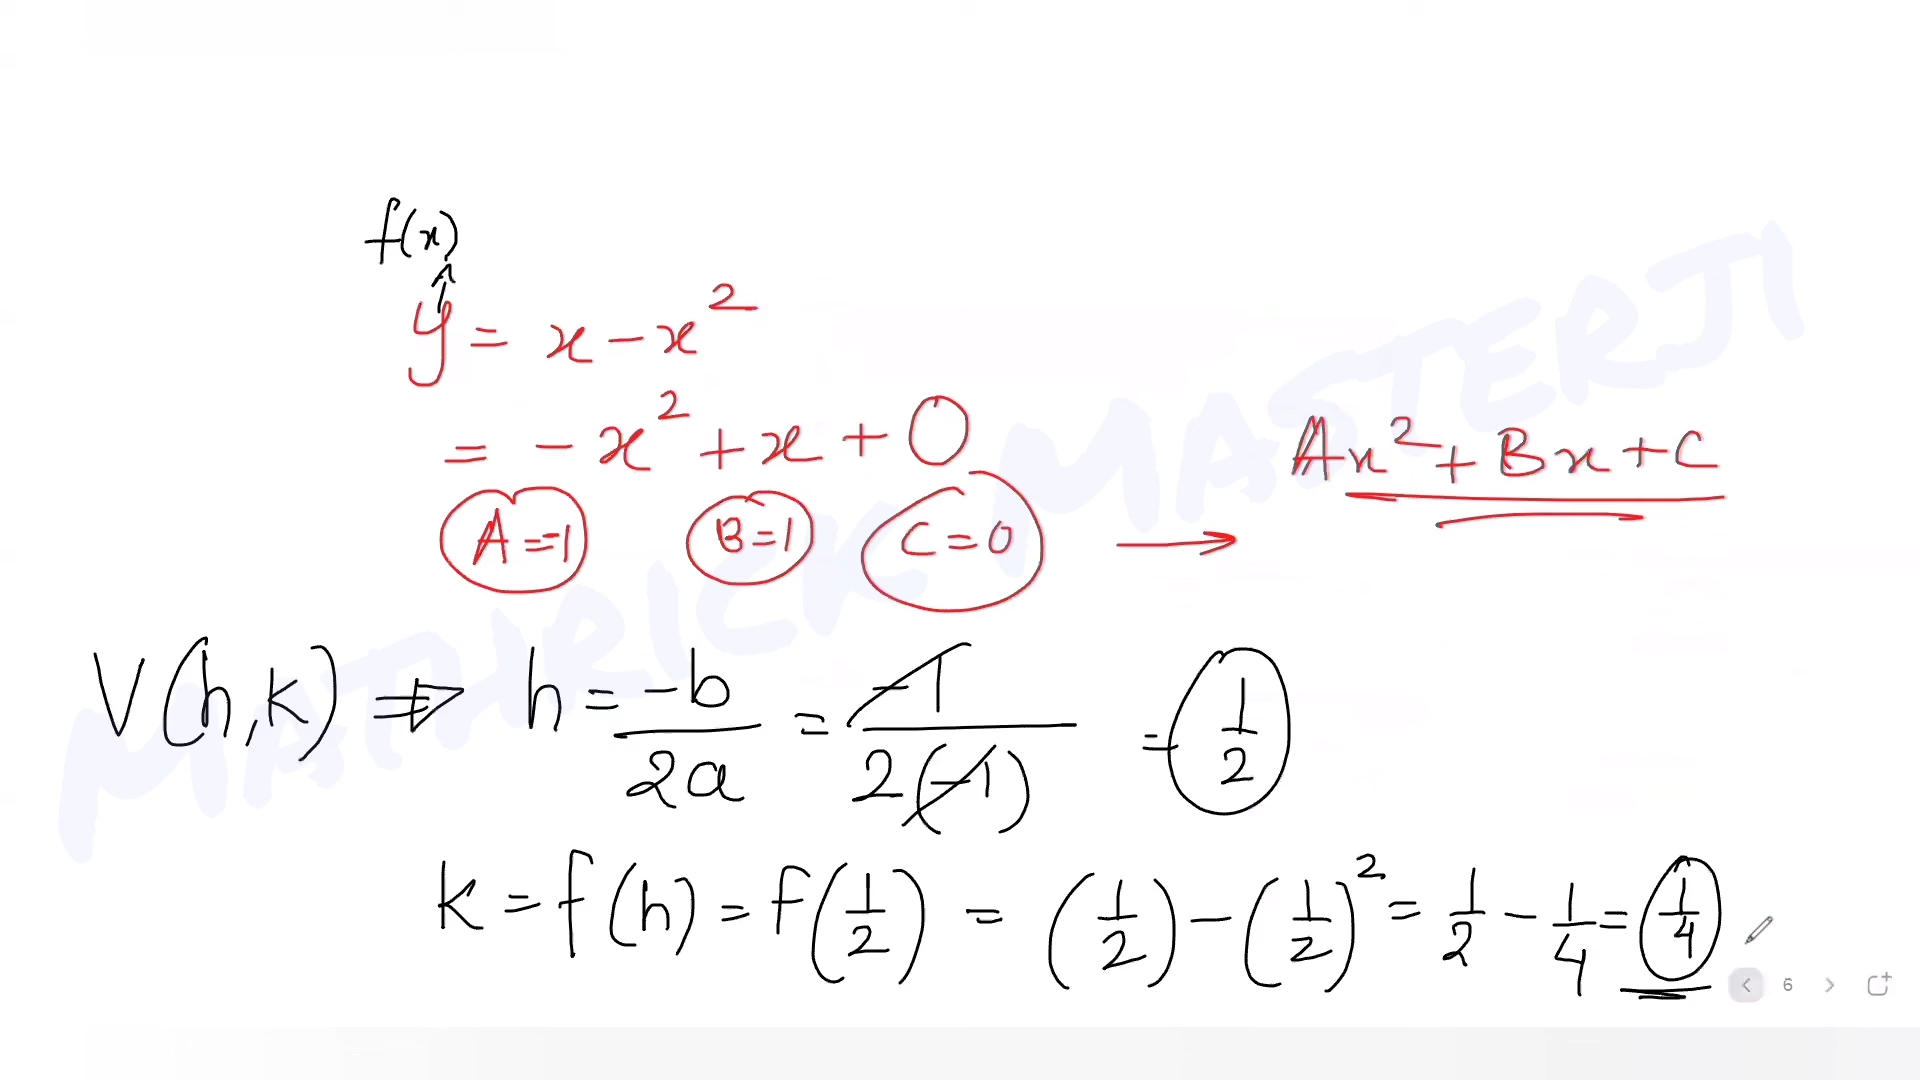 f(x)
y = x - x²
= - x² + x + 0
Ax² + Bx + C
A = -1 B = 1 C = 0 →
V(h,k) ⇒ h = -b/2a = -1/2(-1) = 1/2
k = f(h) = f(1/2) = (1/2) - (1/2)² = 1/2 - 1/4 = 1/4
6
MATHRICK MASTERJI